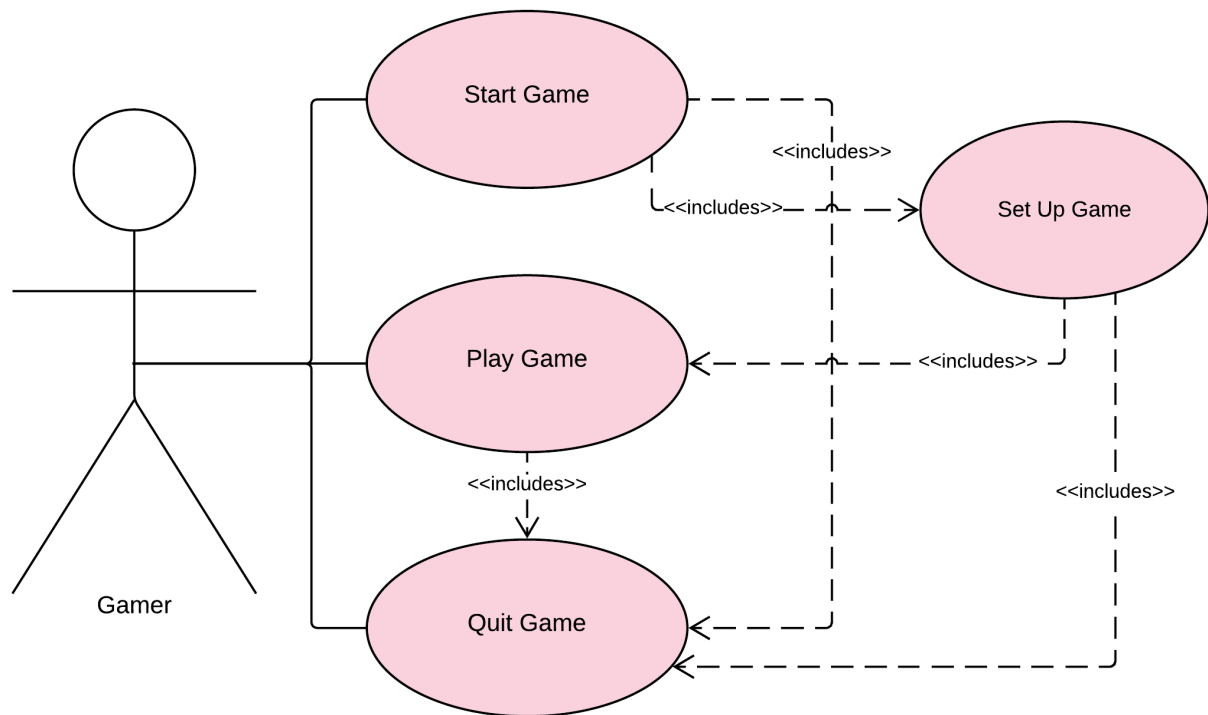 Start Game
<<includes>>
<<includes>>
Set Up Game
Play Game
<<includes>>
<<includes>>
<<includes>>
Quit Game
Gamer